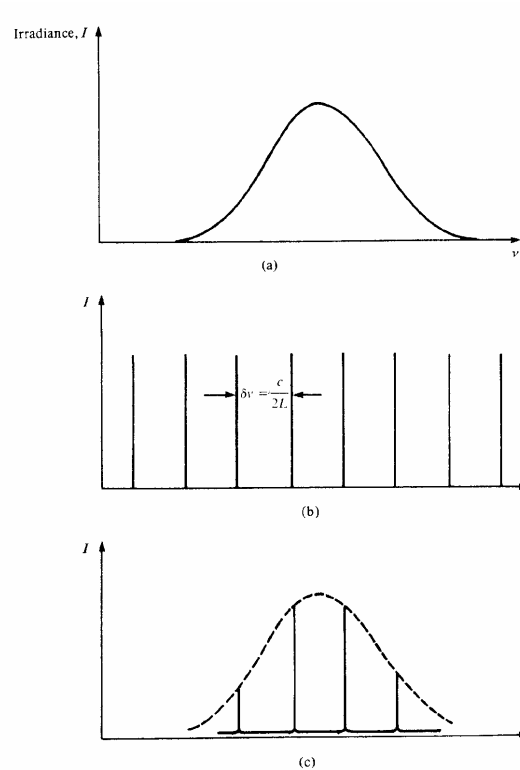 Irradiance, I
ν
(a)
I
δν = c/2L
(b)
I
(c)